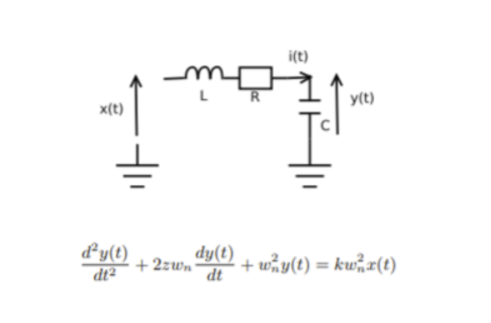 i(t)
x(t) L R y(t)
C
d²y(t)/dt² + 2zwₙ dy(t)/dt + wₙ²y(t) = kwₙ²x(t)